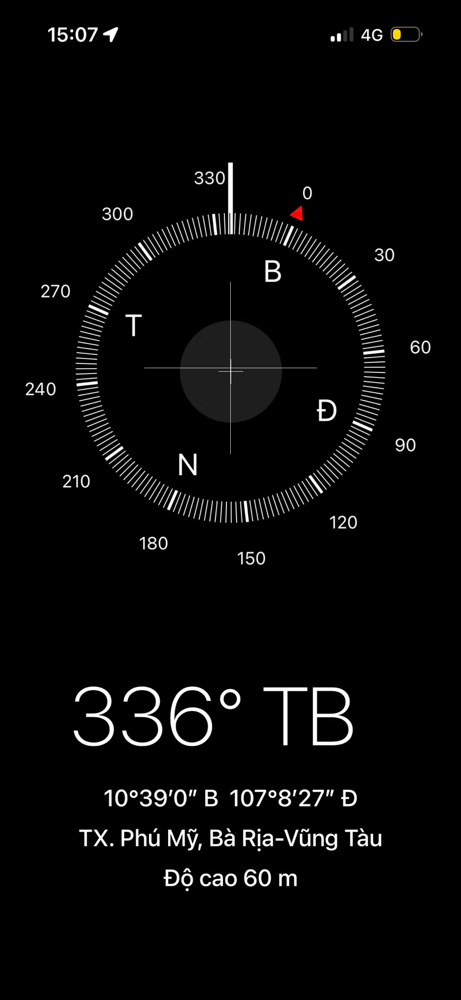 15:07 4G
330
0
300
30
B
270
T
60
240
Đ
90
N
210
120
180
150
336° TB
10°39′0″ B 107°8′27″ Đ
TX. Phú Mỹ, Bà Rịa-Vũng Tàu
Độ cao 60 m